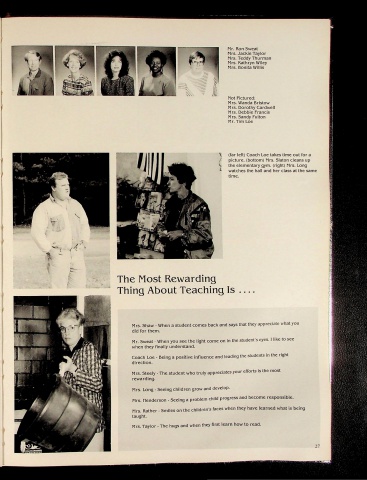 Mr. Ron Sweat
Mrs. Jackie Taylor
Mrs. Teddy Thurman
Mrs. Kathryn Wiley
Mrs. Bonita Willis
Not Pictured:
Mrs. Wanda Bristow
Mrs. Dorothy Cardwell
Mrs. Debbie Francis
Mrs. Sandy Fulton
Mr. Tim Lee
(far left) Coach Lee takes time out for a
picture. (bottom) Mrs. Slaton cleans up
the elementary gym. (right) Mrs. Long
watches the hall and her class at the same
time.
The Most Rewarding
Thing About Teaching Is ....
Mrs. Shaw - When a student comes back and says that they appreciate what you
did for them.
Mr. Sweat - When you see the light come on in the student's eyes. I like to see
when they finally understand.
Coach Lee - Being a positive influence and leading the students in the right
direction.
Mrs. Steely - The student who truly appreciates your efforts is the most
rewarding.
Mrs. Long - Seeing children grow and develop.
Mrs. Henderson - Seeing a problem child progress and become responsible.
Mrs. Rather - Smiles on the children's faces when they have learned what is being
taught.
Mrs. Taylor - The hugs and when they first learn how to read.
27